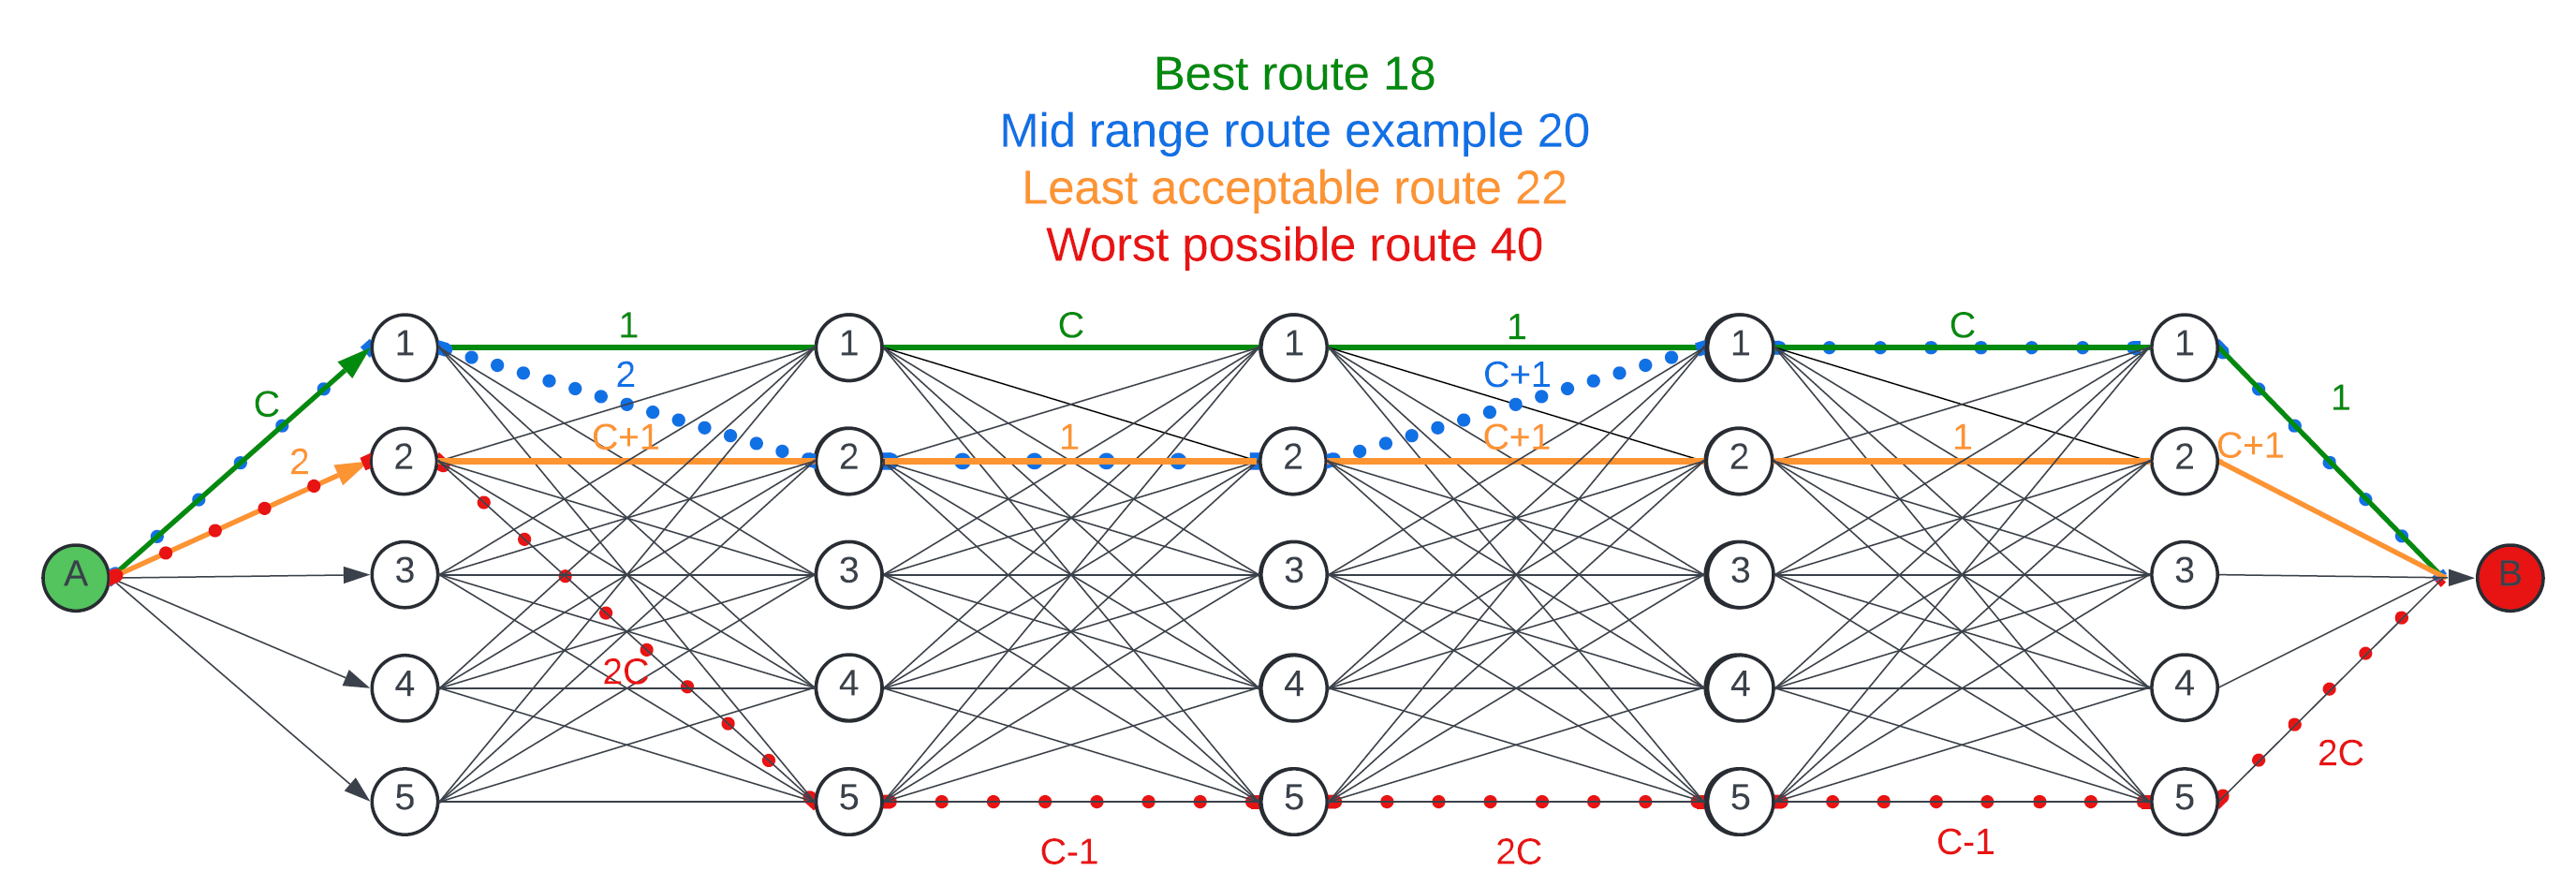 Best route 18
Mid range route example 20
Least acceptable route 22
Worst possible route 40
1 C 1 C
1 1 1 1 1
2 C+1
C 1
C+1 1 C+1 1 C+1
2
2 2 2 2 2
A 3 3 3 3 3 B
2C
4 4 4 4 4
2C
5 5 5 5 5
C-1 2C C-1